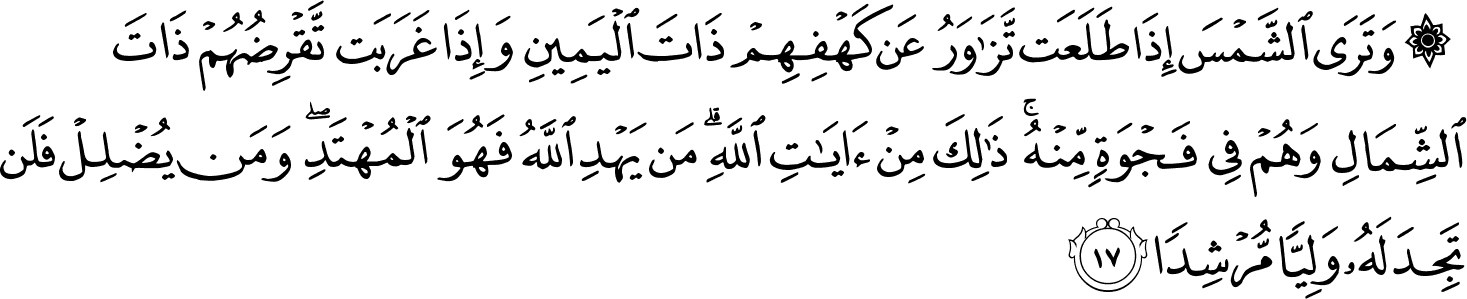 ۞ وَتَرَى ٱلشَّمۡسَ إِذَا طَلَعَت تَّزَٰوَرُ عَن كَهۡفِهِمۡ ذَاتَ ٱلۡيَمِينِ وَإِذَا غَرَبَت تَّقۡرِضُهُمۡ ذَاتَ
ٱلشِّمَالِ وَهُمۡ فِي فَجۡوَةٖ مِّنۡهُۚ ذَٰلِكَ مِنۡ ءَايَٰتِ ٱللَّهِۗ مَن يَهۡدِ ٱللَّهُ فَهُوَ ٱلۡمُهۡتَدِۖ وَمَن يُضۡلِلۡ فَلَن
تَجِدَ لَهُۥ وَلِيّٗا مُّرۡشِدٗا ١٧